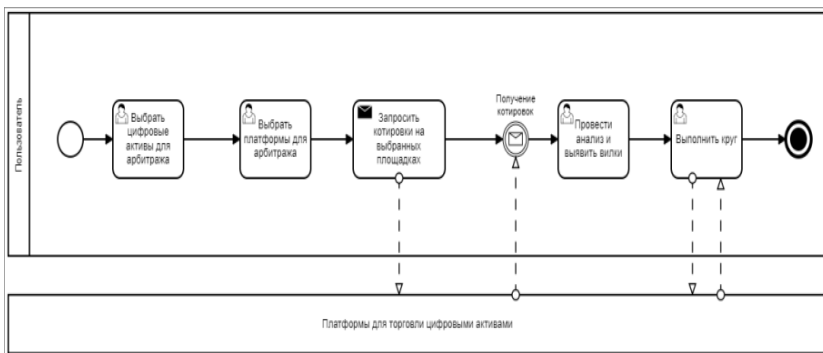 Пользователь
Выбрать
цифровые
активы для
арбитража
Выбрать
платформы для
арбитража
Запросить
котировки на
выбранных
площадках
Получение
котировок
Провести
анализ и
выявить вилки
Выполнить круг
Платформы для торговли цифровыми активами